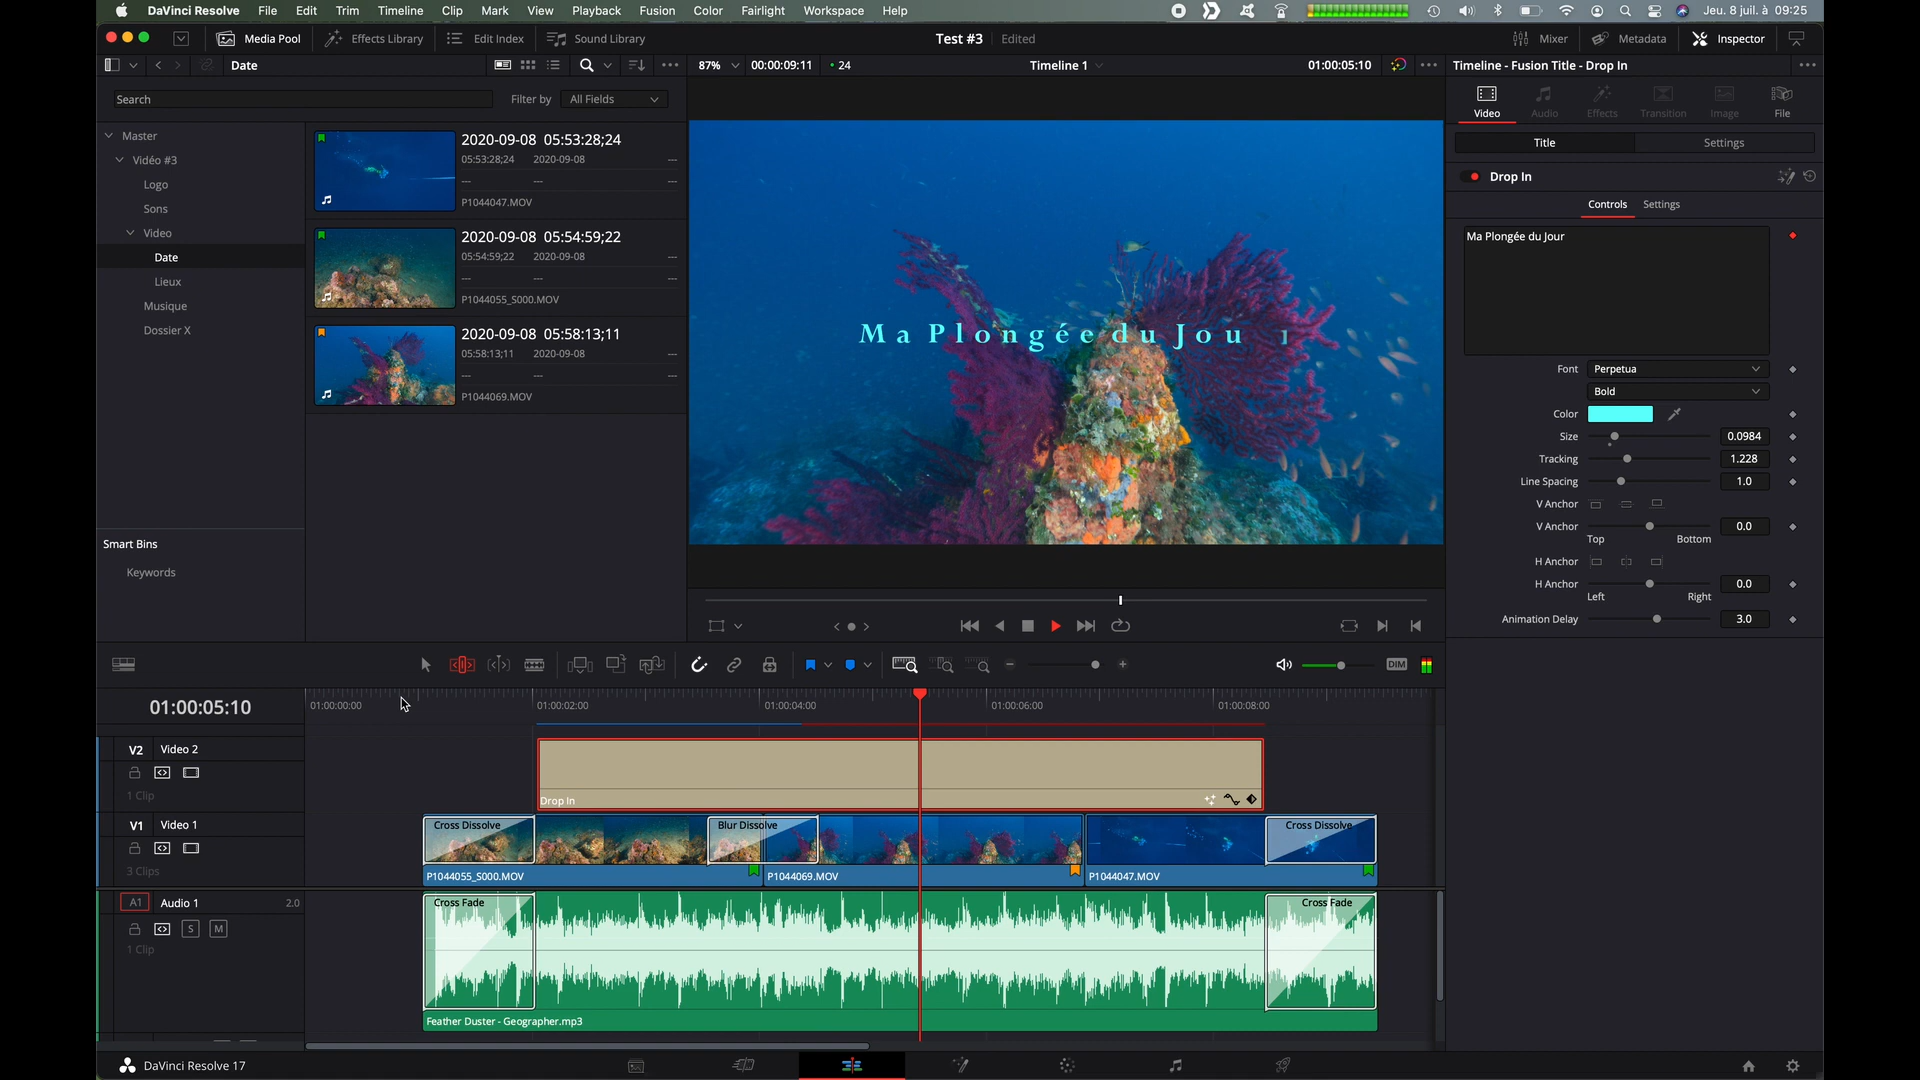 DaVinci Resolve File Edit Trim Timeline Clip Mark View Playback Fusion Color Fairlight Workspace Help Jeu. 8 juil. à 09:25
Media Pool Effects Library Edit Index Sound Library Test #3 Edited Mixer Metadata Inspector
Date 87% 00:00:09:11 24 Timeline 1 01:00:05:10 Timeline - Fusion Title - Drop In
Search Filter by All Fields
Master
Vidéo #3
Logo
Sons
Video
Date
Lieux
Musique
Dossier X
Smart Bins
Keywords
2020-09-08 05:53:28;24
05:53:28;24 2020-09-08 ---
--- --- ---
P1044047.MOV
2020-09-08 05:54:59;22
05:54:59;22 2020-09-08 ---
--- --- ---
P1044055_S000.MOV
2020-09-08 05:58:13;11
05:58:13;11 2020-09-08 ---
--- --- ---
P1044069.MOV
Ma Plongée du Jou
Video Audio Effects Transition Image File
Title Settings
Drop In
Controls Settings
Ma Plongée du Jour
Font Perpetua
Bold
Color
Size 0.0984
Tracking 1.228
Line Spacing 1.0
V Anchor
V Anchor 0.0
Top Bottom
H Anchor
H Anchor 0.0
Left Right
Animation Delay 3.0
DIM
01:00:05:10 01:00:00:00 01:00:02:00 01:00:04:00 01:00:06:00 01:00:08:00
V2 Video 2
1 Clip
Drop In
V1 Video 1
3 Clips
Cross Dissolve Blur Dissolve Cross Dissolve
P1044055_S000.MOV P1044069.MOV P1044047.MOV
A1 Audio 1 2.0
S M
1 Clip
Cross Fade Cross Fade
Feather Duster - Geographer.mp3
DaVinci Resolve 17